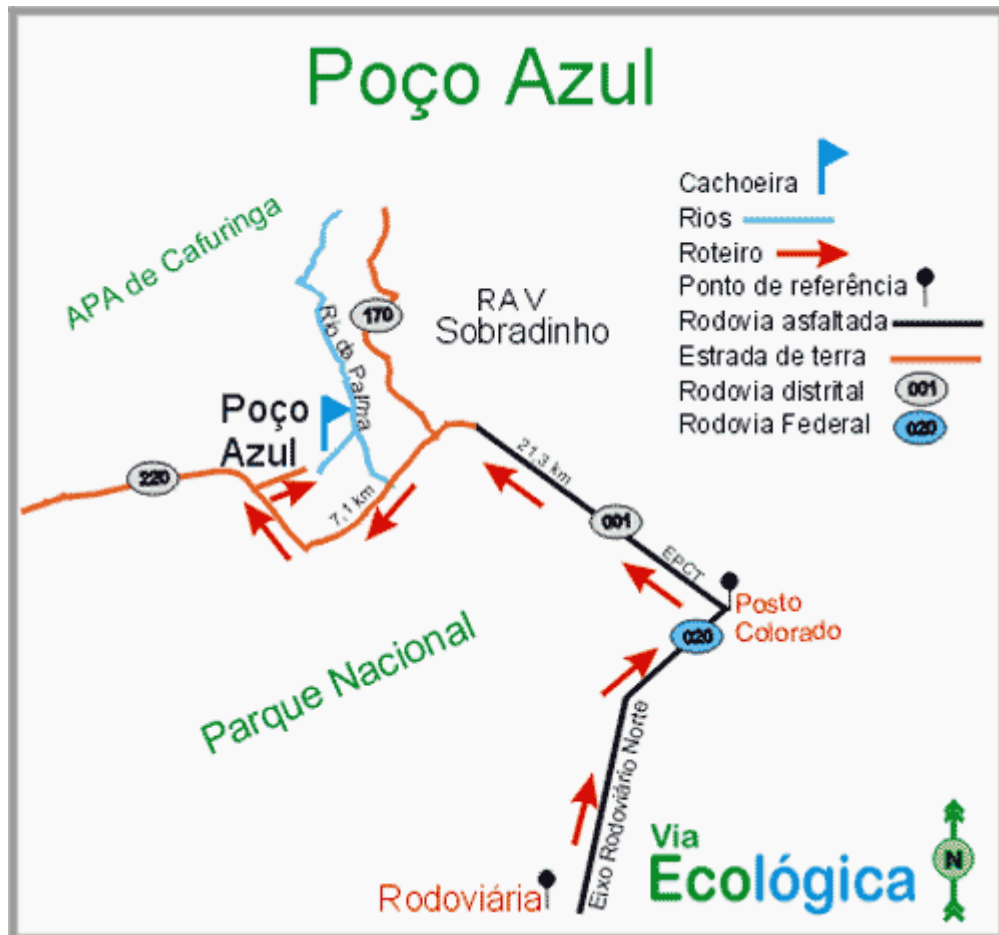 Poço Azul
Cachoeira
Rios
Roteiro
Ponto de referência
Rodovia asfaltada
Estrada de terra
Rodovia distrital 001
Rodovia Federal 020
APA de Cafuringa
Rio da Palma
170
RA V
Sobradinho
Poço
Azul
220
7,1 km
21,3 km
001
EPCT
Posto
Colorado
020
Parque Nacional
Eixo Rodoviário Norte
Rodoviária
Via
Ecológica
N